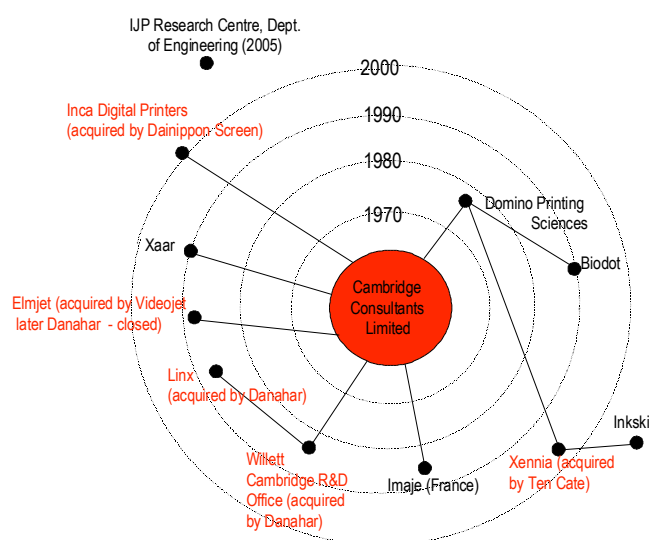 IJP Research Centre, Dept.
of Engineering (2005)
2000
Inca Digital Printers
(acquired by Dainippon Screen)
1990
1980
1970
Domino Printing
Sciences
Xaar
Biodot
Cambridge
Consultants
Limited
Elmjet (acquired by Videojet
later Danahar - closed)
Linx
(acquired by Danahar)
Inkski
Willett
Cambridge R&D
Office (acquired
by Danahar)
Imaje (France)
Xennia (acquired
by Ten Cate)